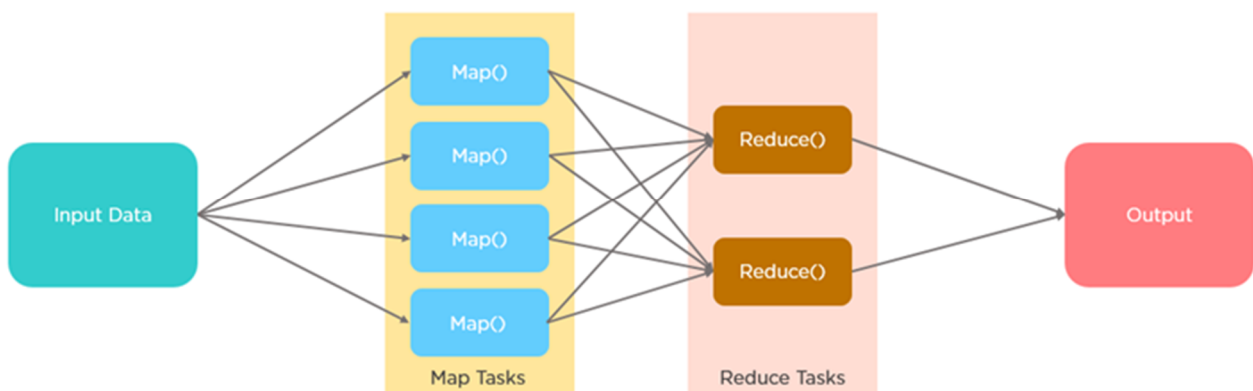 Input Data
Map()
Map()
Map()
Map()
Map Tasks
Reduce()
Reduce()
Reduce Tasks
Output